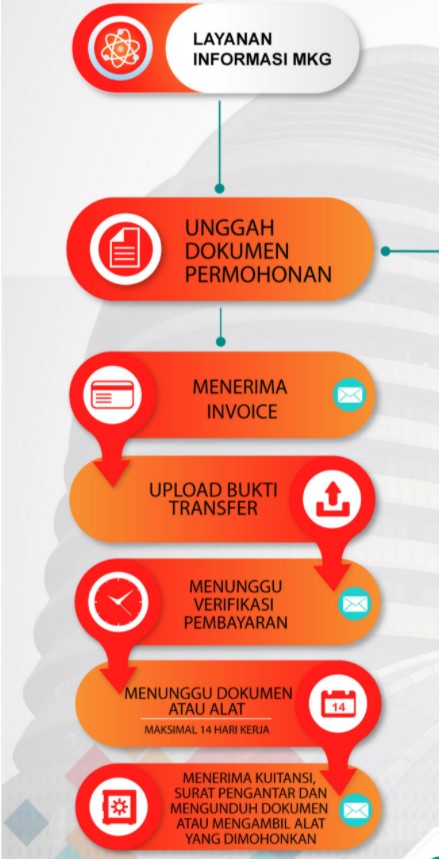 LAYANAN
INFORMASI MKG
UNGGAH
DOKUMEN
PERMOHONAN
MENERIMA
INVOICE
UPLOAD BUKTI
TRANSFER
MENUNGGU
VERIFIKASI
PEMBAYARAN
MENUNGGU DOKUMEN
ATAU ALAT
14
MAKSIMAL 14 HARI KERJA
MENERIMA KUITANSI,
SURAT PENGANTAR DAN
MENGUNDUH DOKUMEN
ATAU MENGAMBIL ALAT
YANG DIMOHONKAN